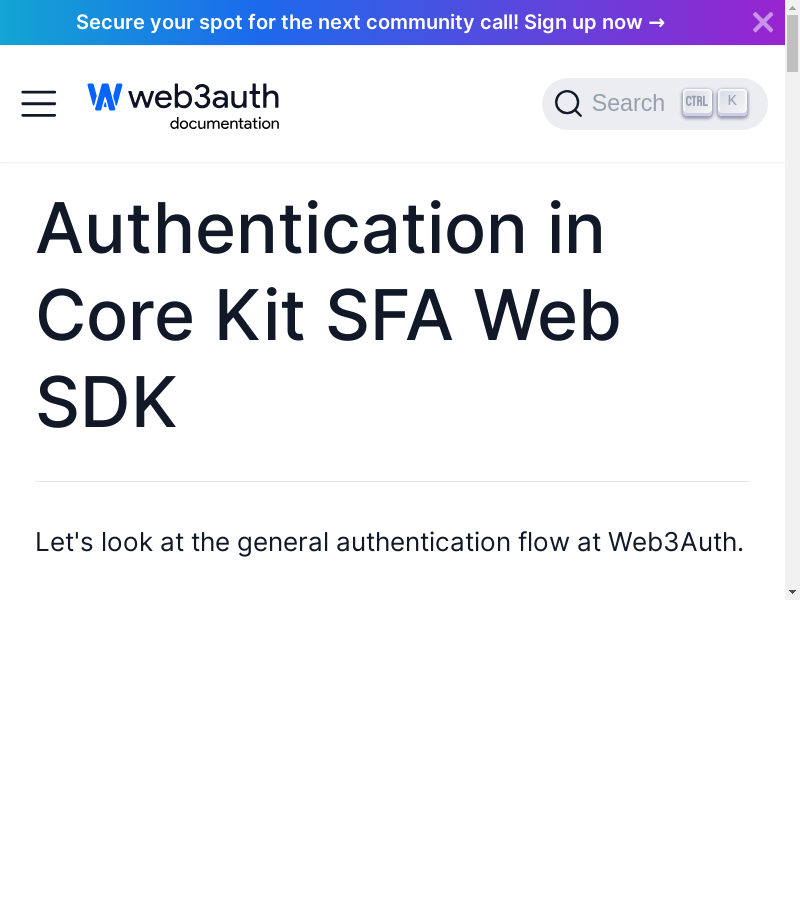 Secure your spot for the next community call! Sign up now →
web3auth
documentation
Search
CTRL
K
Authentication in
Core Kit SFA Web
SDK
Let's look at the general authentication flow at Web3Auth.